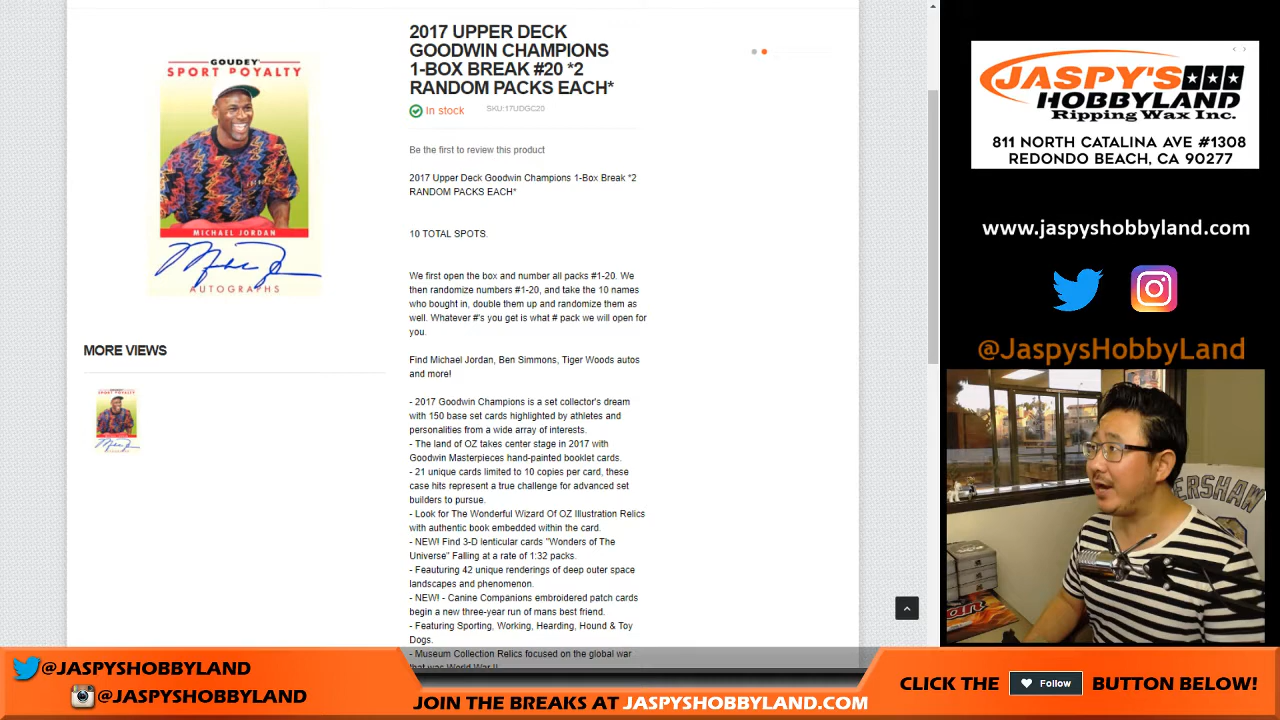 2017 UPPER DECK
GOODWIN CHAMPIONS
1-BOX BREAK #20 *2
RANDOM PACKS EACH*
In stock
SKU:17UDGC20
Be the first to review this product
2017 Upper Deck Goodwin Champions 1-Box Break *2
RANDOM PACKS EACH*
10 TOTAL SPOTS.
We first open the box and number all packs #1-20. We
then randomize numbers #1-20, and take the 10 names
who bought in, double them up and randomize them as
well. Whatever #'s you get is what # pack we will open for
you.
Find Michael Jordan, Ben Simmons, Tiger Woods autos
and more!
- 2017 Goodwin Champions is a set collector's dream
with 150 base set cards highlighted by athletes and
personalities from a wide array of interests.
- The land of OZ takes center stage in 2017 with
Goodwin Masterpieces hand-painted booklet cards.
- 21 unique cards limited to 10 copies per card, these
case hits represent a true challenge for advanced set
builders to pursue.
- Look for The Wonderful Wizard Of OZ Illustration Relics
with authentic book embedded within the card.
- NEW! Find 3-D lenticular cards "Wonders of The
Universe" Falling at a rate of 1:32 packs.
- Feauturing 42 unique renderings of deep outer space
landscapes and phenomenon.
- NEW! - Canine Companions embroidered patch cards
begin a new three-year run of mans best friend.
- Featuring Sporting, Working, Hearding, Hound & Toy
Dogs.
- Museum Collection Relics focused on the global war
that was World War II
GOUDEY
SPORT ROYALTY
MICHAEL JORDAN
AUTOGRAPHS
MORE VIEWS
JASPY'S
HOBBYLAND
Ripping Wax Inc.
811 NORTH CATALINA AVE #1308
REDONDO BEACH, CA 90277
www.jaspyshobbyland.com
@JaspysHobbyLand
ERSHAW
@JASPYSHOBBYLAND
@JASPYSHOBBYLAND
JOIN THE BREAKS AT JASPYSHOBBYLAND.COM
CLICK THE Follow BUTTON BELOW!